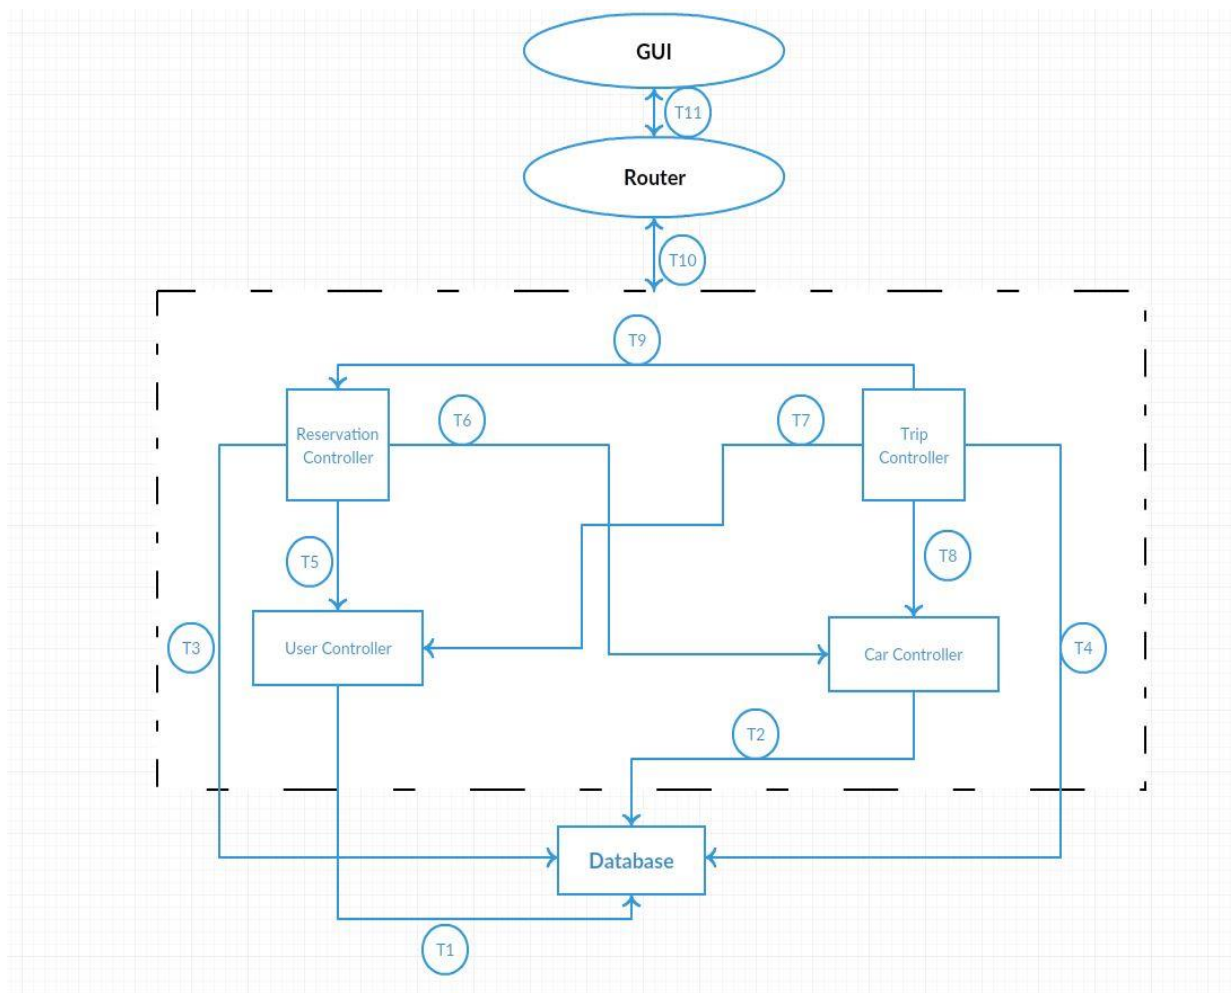 GUI
T11
Router
T10
T9
T6
T7
Reservation
Controller
Trip
Controller
T5
T8
T3
User Controller
Car Controller
T4
T2
Database
T1